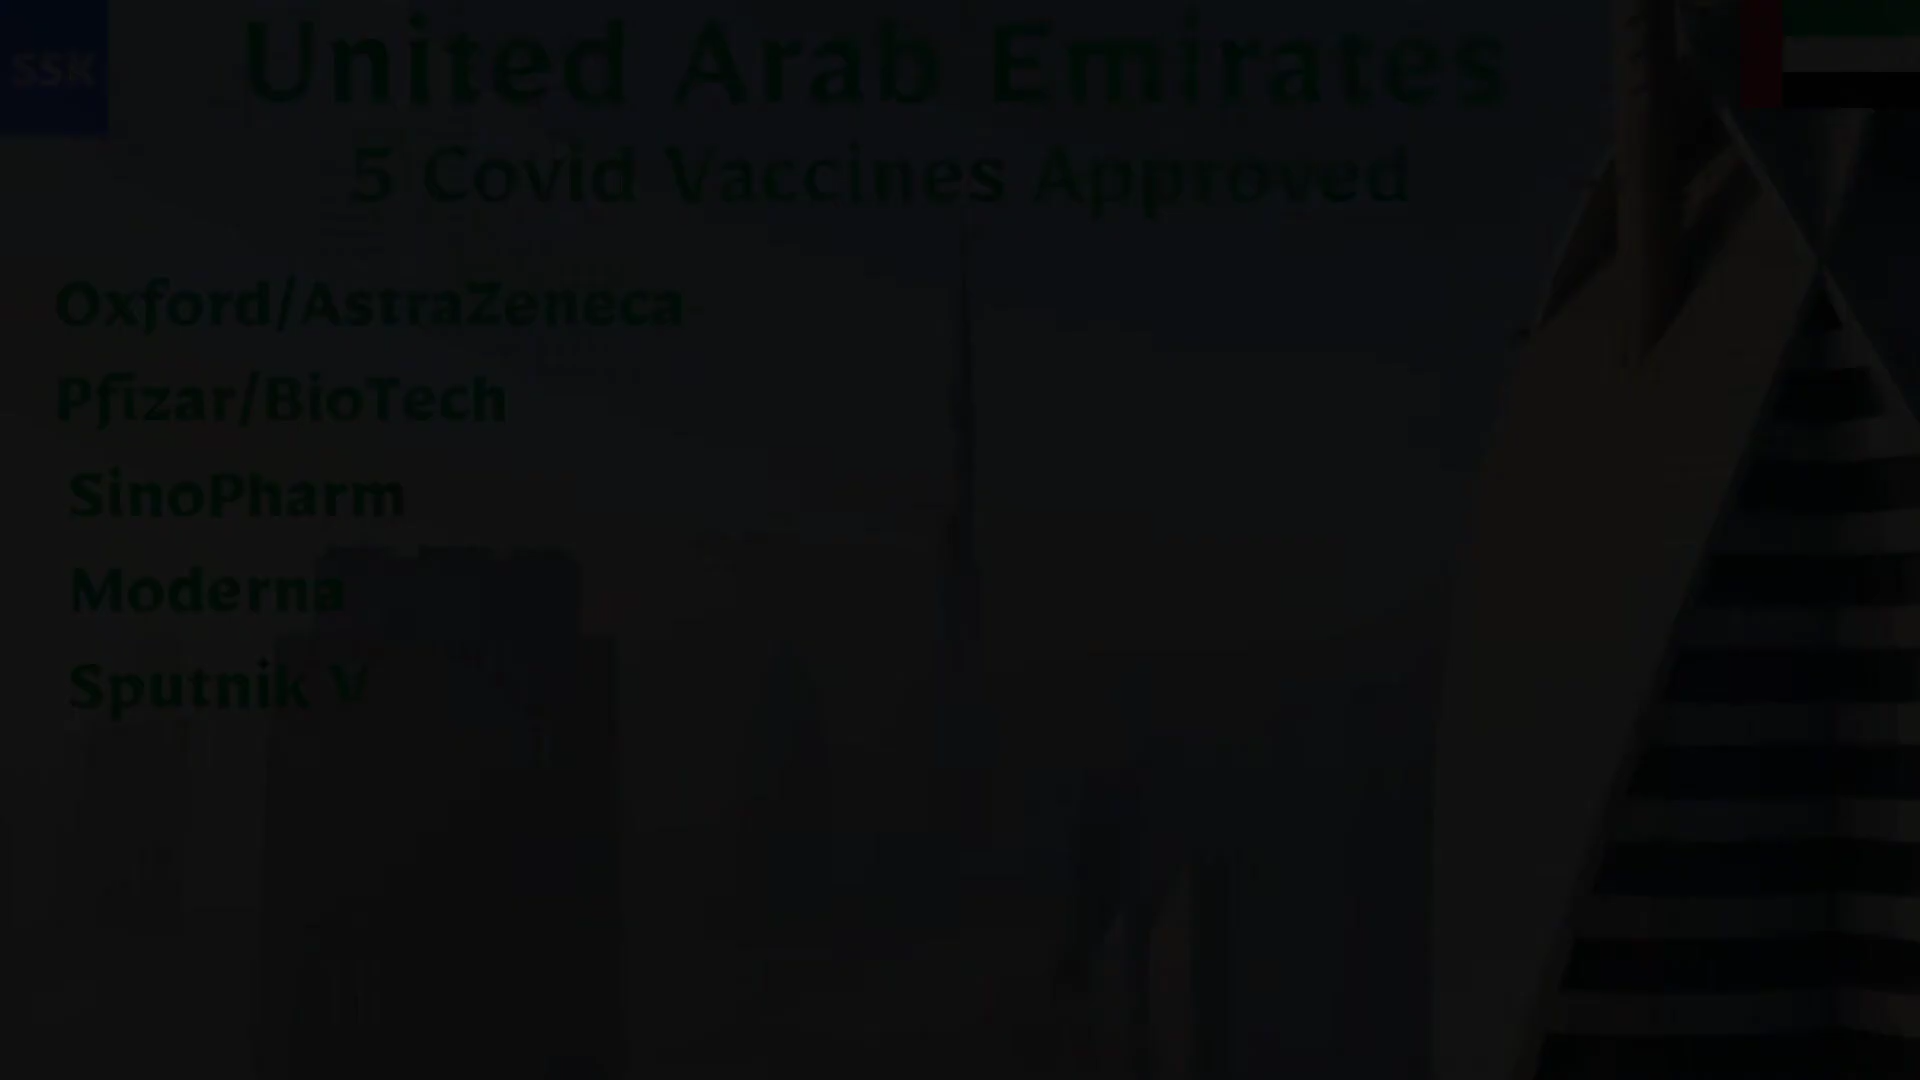 SSK
United Arab Emirates
5 Covid Vaccines Approved
Oxford/AstraZeneca
Pfizar/BioTech
SinoPharm
Moderna
Sputnik V